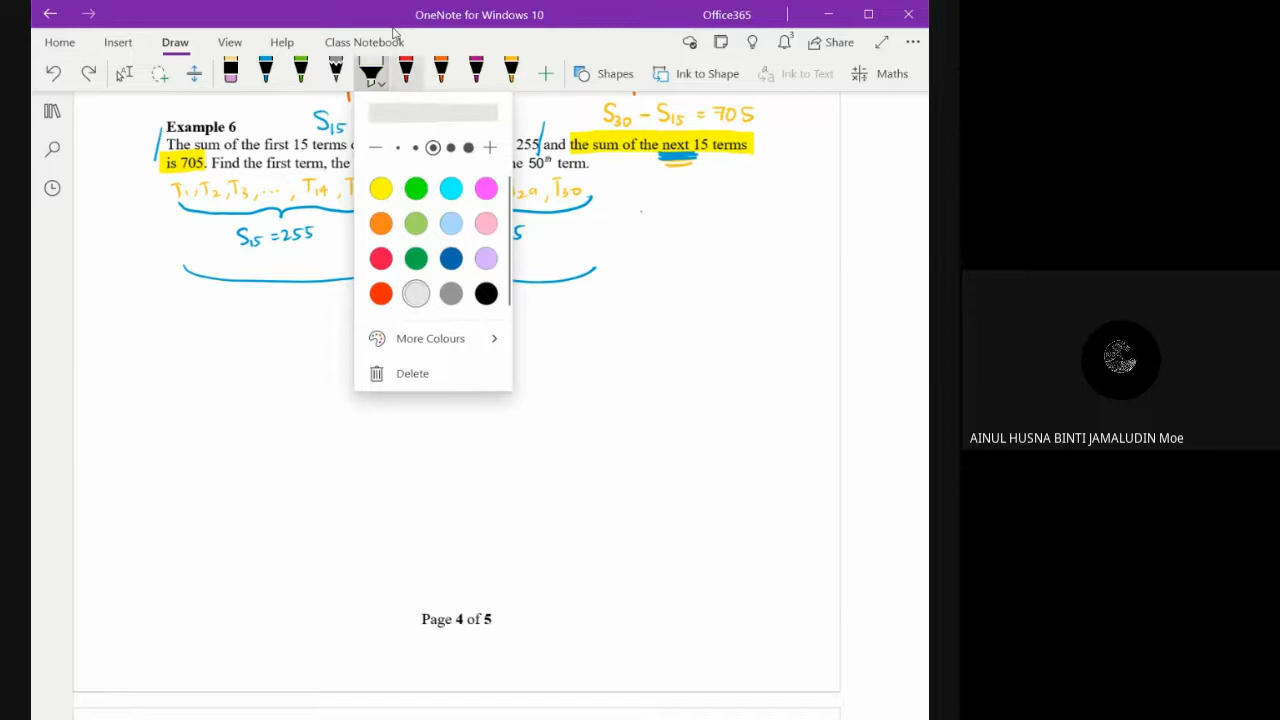 OneNote for Windows 10
Office365
Home
Insert
Draw
View
Help
Class Notebook
3
Share
Shapes
Ink to Shape
Ink to Text
Maths
S15
S30 - S15 = 705
Example 6
The sum of the first 15 terms
255 and the sum of the next 15 terms
is 705. Find the first term, the
50th term.
T1, T2, T3, ... , T14,
T30
S15 = 255
5
More Colours
Delete
AINUL HUSNA BINTI JAMALUDIN Moe
Page 4 of 5